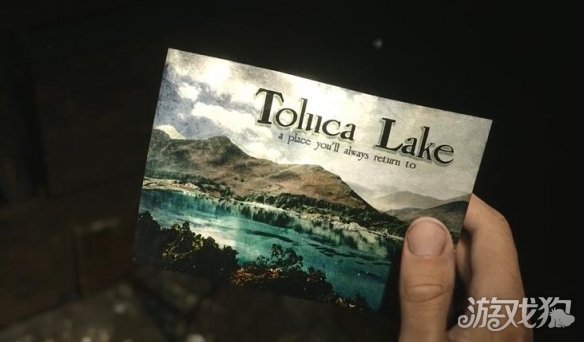 Toluca Lake
a place you'll always return to
游戏狗